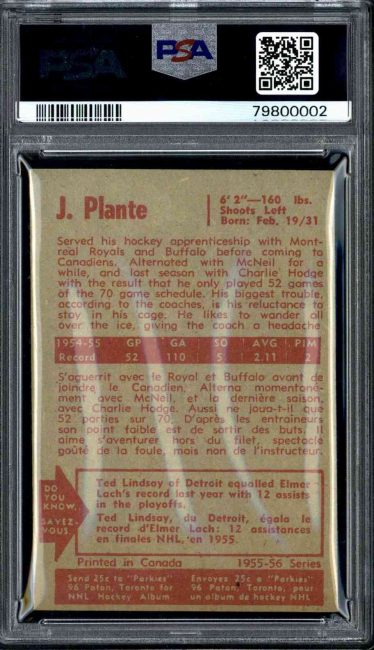 PSA
PSA
79800002
J. Plante
6' 2"—160 lbs.
Shoots Left
Born: Feb. 19/31
Served his hockey apprenticeship with Mont-
real Royals and Buffalo before coming to
Canadiens. Alternated with McNeil for a
while, and last season with Charlie Hodge
with the result that he only played 52 games
of the 70 game schedule. His biggest trouble,
according to the coaches, is his reluctance to
stay in his cage. He likes to wander all
over the ice, giving the coach a headache
1954-55 GP GA SO AVG PIM
Record 52 110 5 2.11 2
S'aguerrit avec le Royal et Buffalo avant de
joindre le Canadien. Alterna momentané-
ment avec McNeil, et la dernière saison,
avec Charlie Hodge. Aussi ne joua-t-il que
52 parties sur 70. D'après les entraineurs
son point faible est de sortir des buts. Il
aime s'aventurer hors du filet, spectacle
goûté de la foule, mais non de l'instructeur.
DO
YOU
KNOW,
SAVEZ-
VOUS
Ted Lindsay of Detroit equalled Elmer
Lach's record last year with 12 assists
in the playoffs.
Ted Lindsay, du Detroit, égala le
record d'Elmer Lach: 12 assistances
en finales NHL, en 1955.
Printed in Canada 1955-56 Series
Send 25c to "Parkies"
96 Paton, Toronto for
NHL Hockey Album
Envoyez 25c a "Parkies"
96 Paton, Toronto, pour
un album de hockey NHL